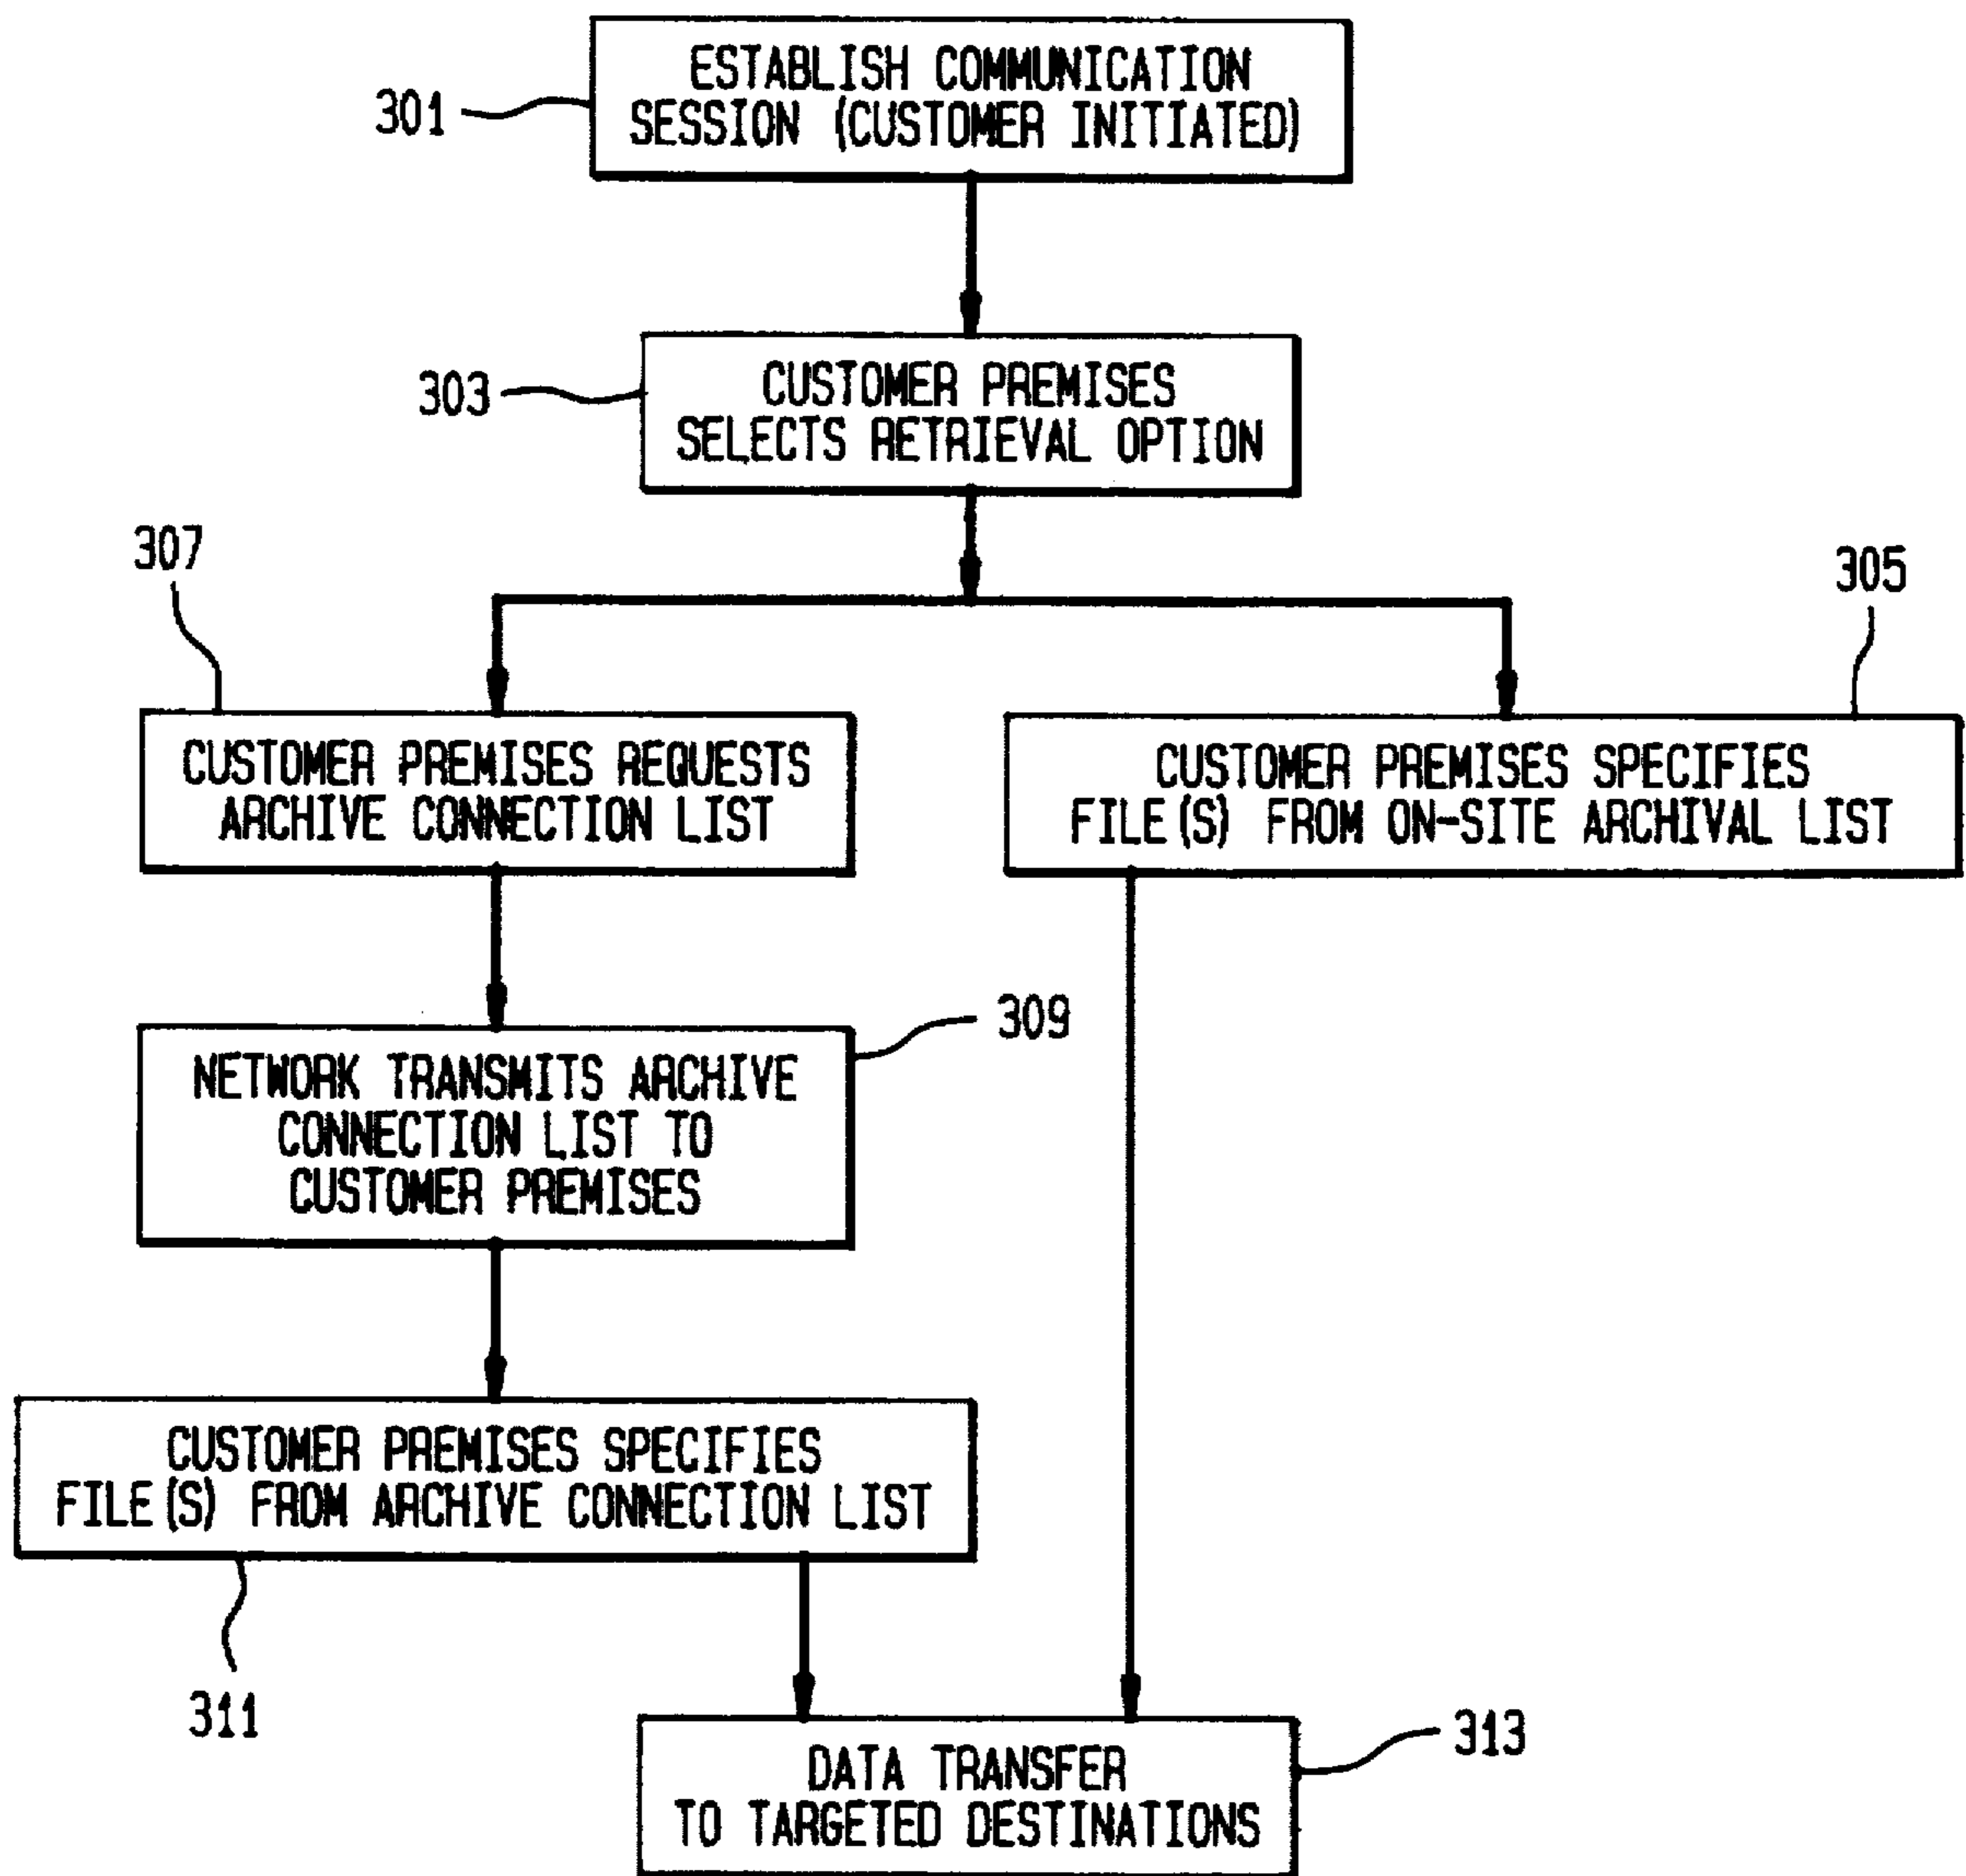 301
ESTABLISH COMMUNICATION
SESSION (CUSTOMER INITIATED)
303
CUSTOMER PREMISES
SELECTS RETRIEVAL OPTION
307
305
CUSTOMER PREMISES REQUESTS
ARCHIVE CONNECTION LIST
CUSTOMER PREMISES SPECIFIES
FILE(S) FROM ON-SITE ARCHIVAL LIST
309
NETWORK TRANSMITS ARCHIVE
CONNECTION LIST TO
CUSTOMER PREMISES
CUSTOMER PREMISES SPECIFIES
FILE(S) FROM ARCHIVE CONNECTION LIST
311
313
DATA TRANSFER
TO TARGETED DESTINATIONS